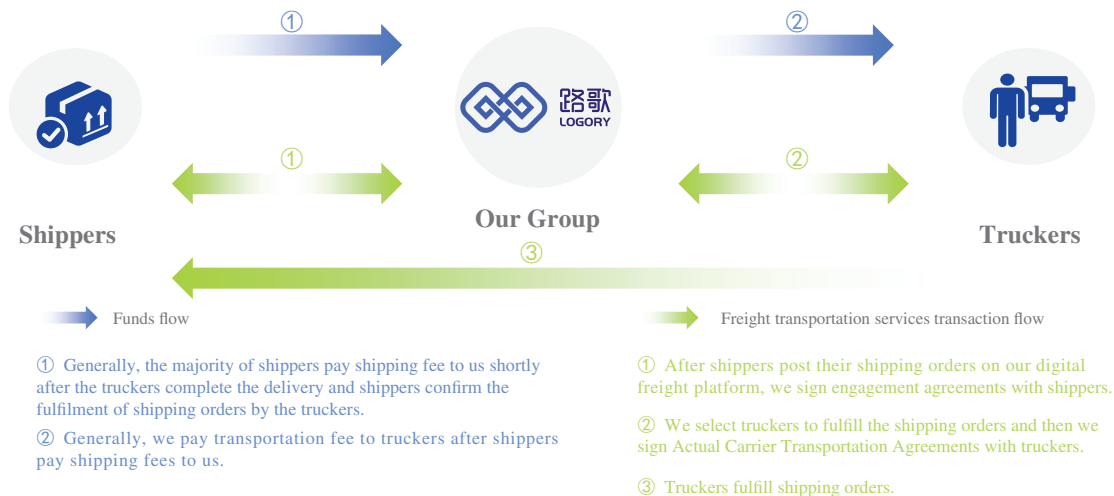 ① ②
路歌
LOGORY
① ②
Shippers Our Group Truckers
③
Funds flow
Freight transportation services transaction flow
① Generally, the majority of shippers pay shipping fee to us shortly
after the truckers complete the delivery and shippers confirm the
fulfilment of shipping orders by the truckers.
② Generally, we pay transportation fee to truckers after shippers
pay shipping fees to us.
① After shippers post their shipping orders on our digital
freight platform, we sign engagement agreements with shippers.
② We select truckers to fulfill the shipping orders and then we
sign Actual Carrier Transportation Agreements with truckers.
③ Truckers fulfill shipping orders.